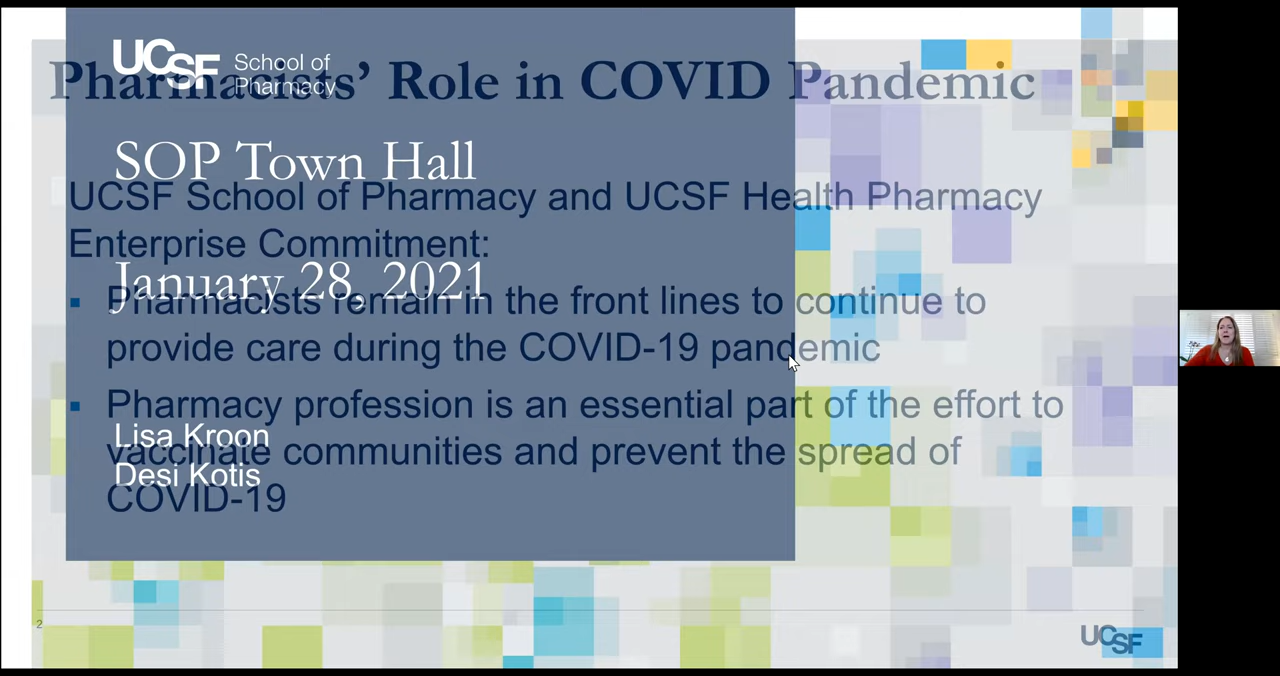 UCSF School of
Pharmacy
SOP Town Hall
January 28, 2021
Lisa Kroon
Desi Kotis
Pharmacists’ Role in COVID Pandemic
UCSF School of Pharmacy and UCSF Health Pharmacy
Enterprise Commitment:
▪ Pharmacists remain in the front lines to continue to
provide care during the COVID-19 pandemic
▪ Pharmacy profession is an essential part of the effort to
vaccinate communities and prevent the spread of
COVID-19
2
UCSF